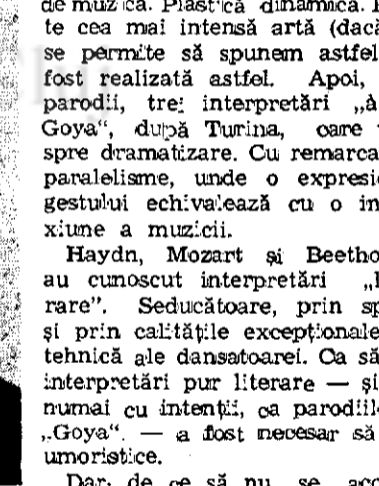 de muzică. Plastică dinamică.
te cea mai intensă artă (dacă
se permite să spunem astfel
fost realizată astfel. Apoi,
parodii, trei interpretări „à
Goya“, după Turina, care
spre dramatizare. Cu remarca
paralelisme, unde o expresie
gestului echivalează cu o in
xiune a muzicii.
Haydn, Mozart și Beetho
au cunoscut interpretări „l
rare”. Seducătoare, prin sp
și prin calitățile excepționale
tehnică ale dansatoarei. Ca să
interpretări pur literare — și
numai cu intenții, ca parodiile
„Goya“. — a fost necesar să
umoristice.
Dar, de ce să nu se acc